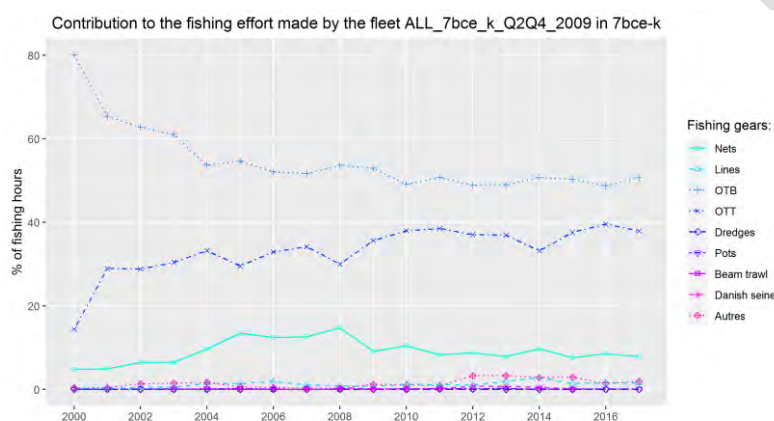 Contribution to the fishing effort made by the fleet ALL_7bce_k_Q2Q4_2009 in 7bce-k
% of fishing hours
80
60
40
20
0
2000
2002
2004
2006
2008
2010
2012
2014
2016
Fishing gears:
Nets
Lines
OTB
OTT
Dredges
Pots
Beam trawl
Danish seine
Autres